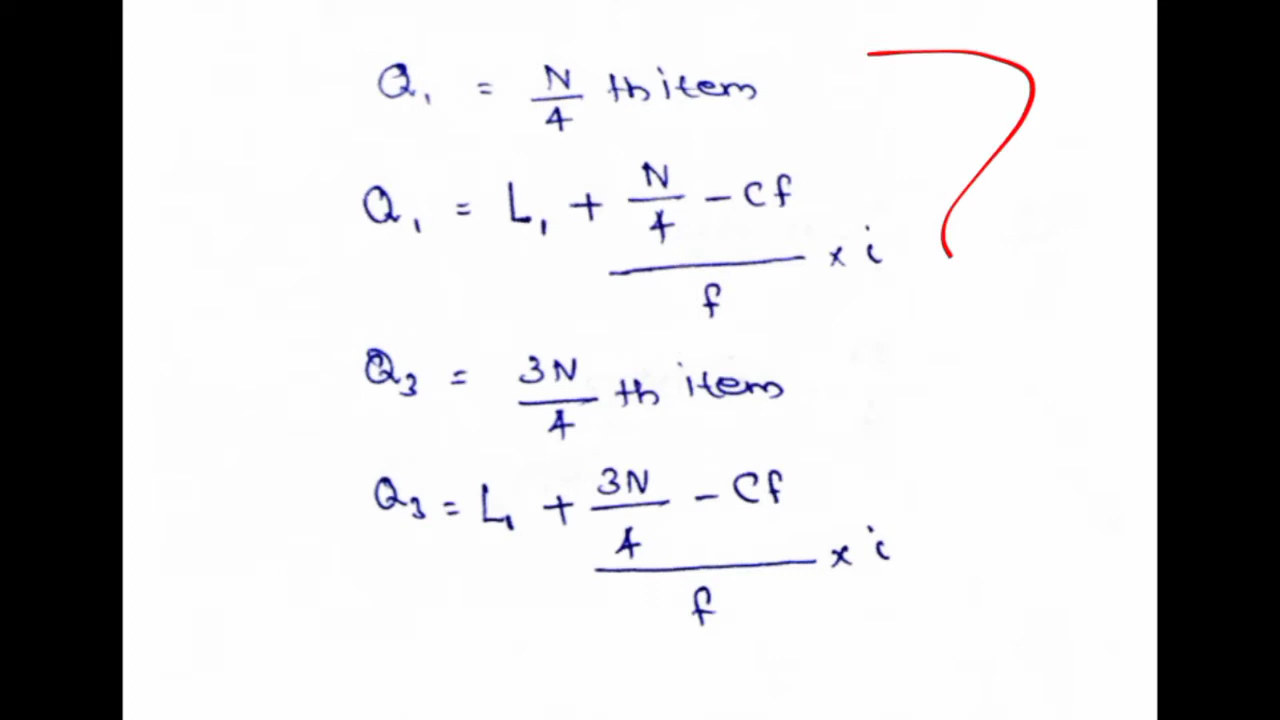 Q₁ = N/4 th item
Q₁ = L₁ + (N/4 - cf)/f × i
Q₃ = 3N/4 th item
Q₃ = L₁ + (3N/4 - Cf)/f × i